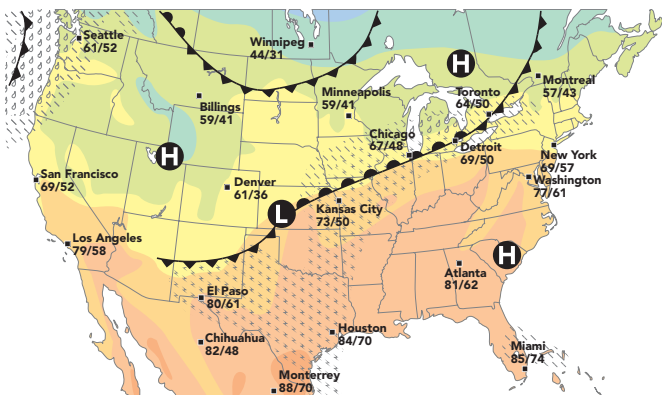 Seattle
61/52
Winnipeg
44/31
H
Billings
59/41
Minneapolis
59/41
Toronto
64/50
Montreal
57/43
Chicago
67/48
Detroit
69/50
H
New York
69/57
San Francisco
69/52
Denver
61/36
Washington
77/61
L
Kansas City
73/50
Los Angeles
79/58
H
Atlanta
81/62
El Paso
80/61
Chihuahua
82/48
Houston
84/70
Miami
85/74
Monterrey
88/70